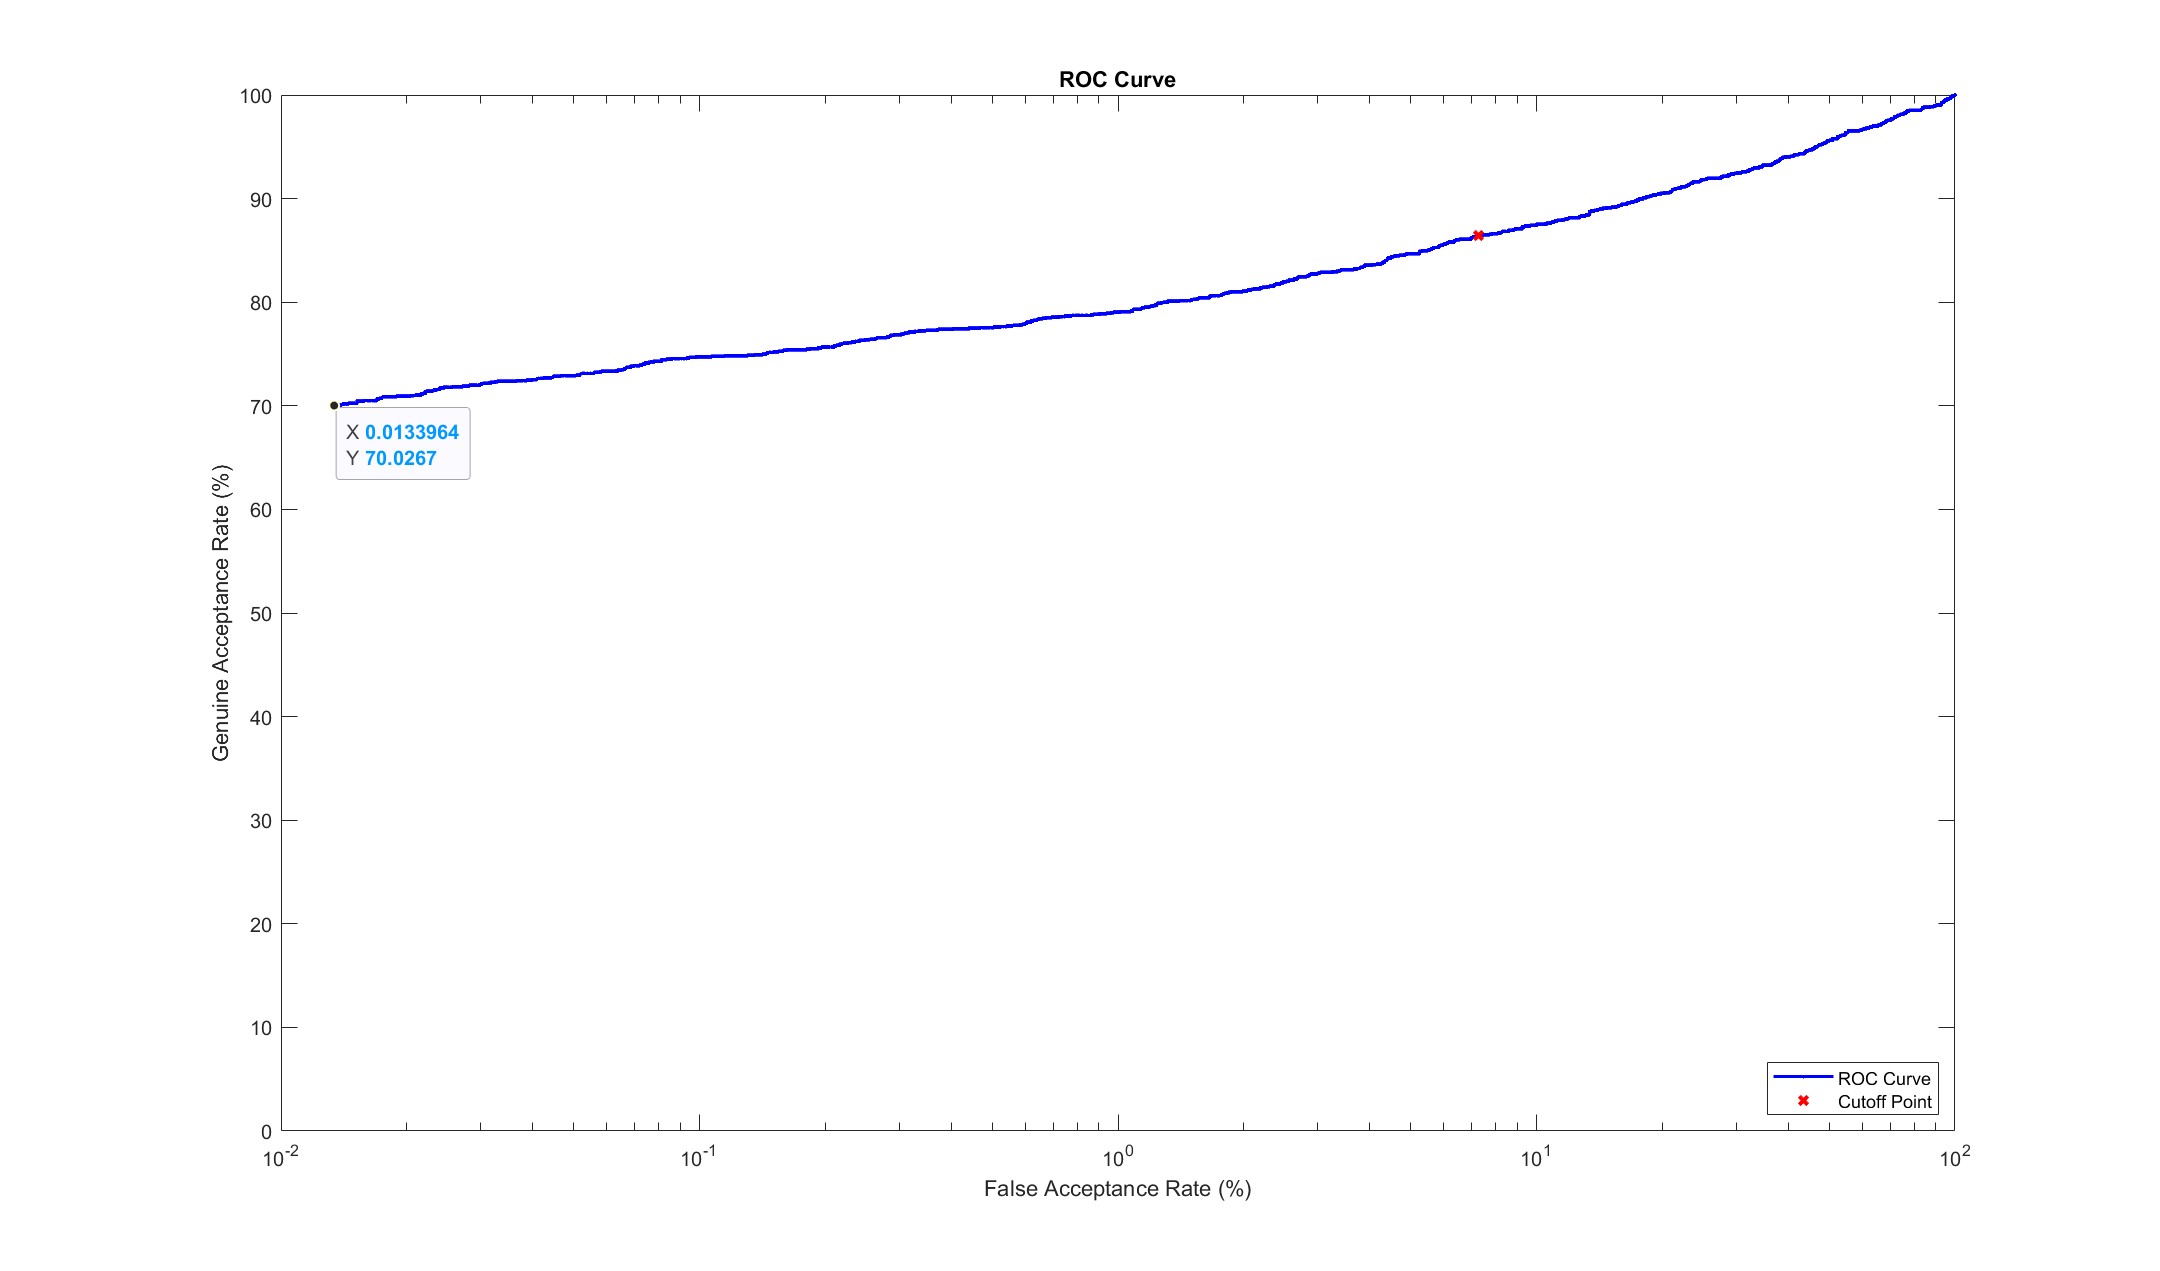 ROC Curve
100
90
80
70
60
50
40
30
20
10
0
Genuine Acceptance Rate (%)
X 0.0133964
Y 70.0267
ROC Curve
Cutoff Point
10^-2
10^-1
10^0
10^1
10^2
False Acceptance Rate (%)